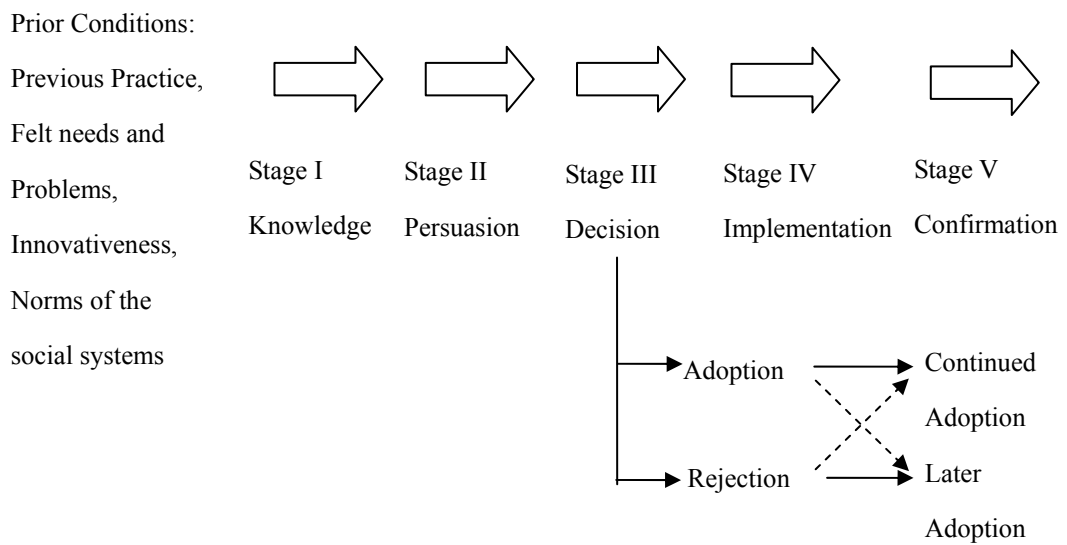 Prior Conditions:
Previous Practice,
Felt needs and
Problems,
Innovativeness,
Norms of the
social systems
Stage I
Knowledge
Stage II
Persuasion
Stage III
Decision
Stage IV
Implementation
Stage V
Confirmation
Adoption
Continued
Adoption
Rejection
Later
Adoption